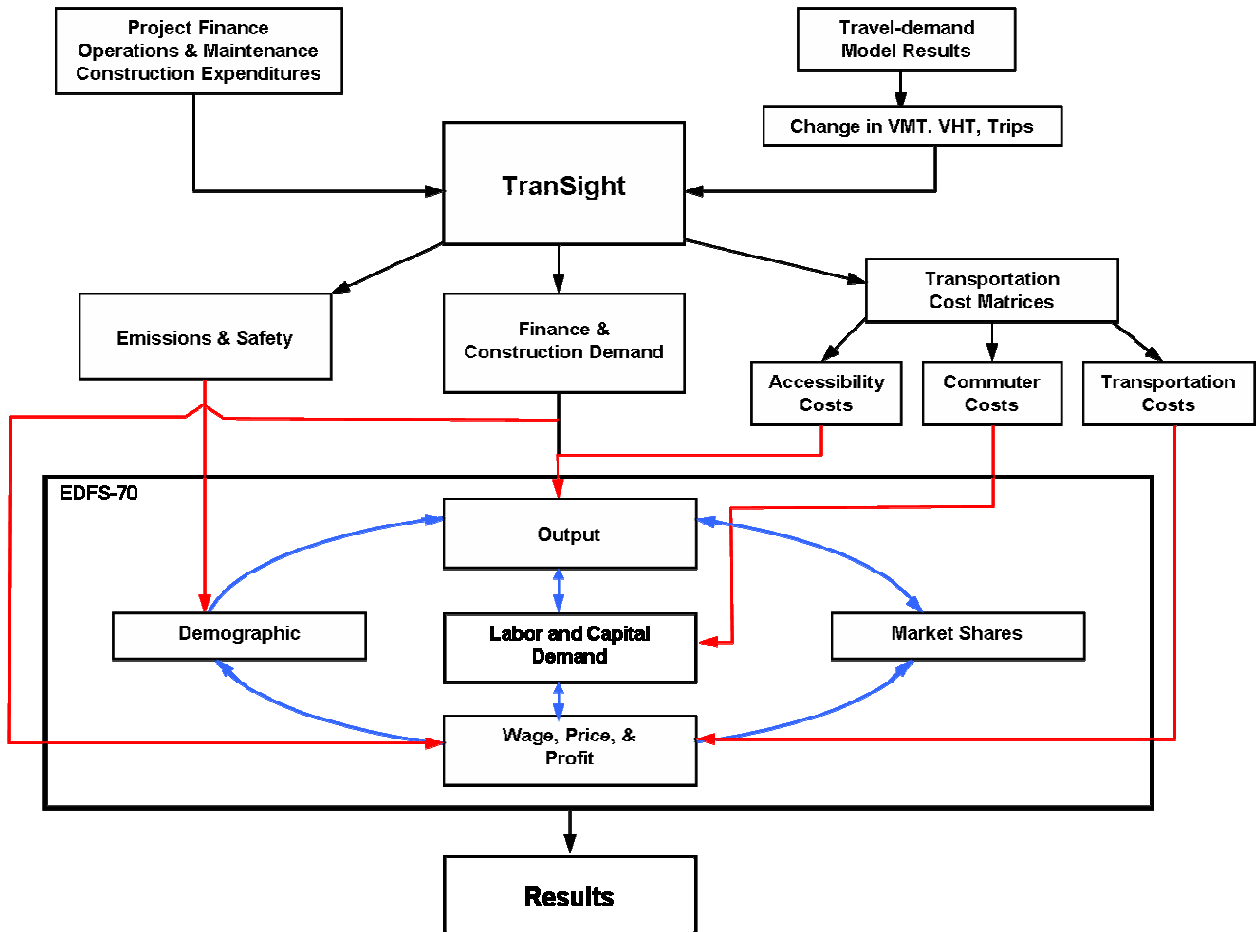 Project Finance
Operations & Maintenance
Construction Expenditures
Travel-demand
Model Results
Change in VMT. VHT, Trips
TranSight
Transportation
Cost Matrices
Emissions & Safety
Finance &
Construction Demand
Accessibility
Costs
Commuter
Costs
Transportation
Costs
EDFS-70
Output
Demographic
Labor and Capital
Demand
Market Shares
Wage, Price, &
Profit
Results